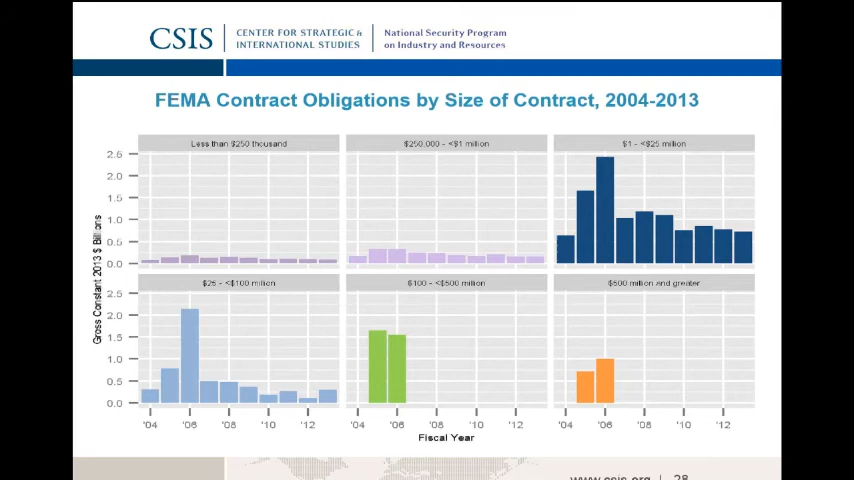 CSIS
CENTER FOR STRATEGIC &
INTERNATIONAL STUDIES
National Security Program
on Industry and Resources
FEMA Contract Obligations by Size of Contract, 2004-2013
Gross Constant 2013 $ Billions
Less than $250 thousand
$250,000 - <$1 million
$1 - <$25 million
2.5
2.0
1.5
1.0
0.5
0.0
$25 - <$100 million
$100 - <$500 million
$500 million and greater
2.5
2.0
1.5
1.0
0.5
0.0
'04 '06 '08 '10 '12 '04 '06 '08 '10 '12 '04 '06 '08 '10 '12
Fiscal Year
www.csis.org | 28